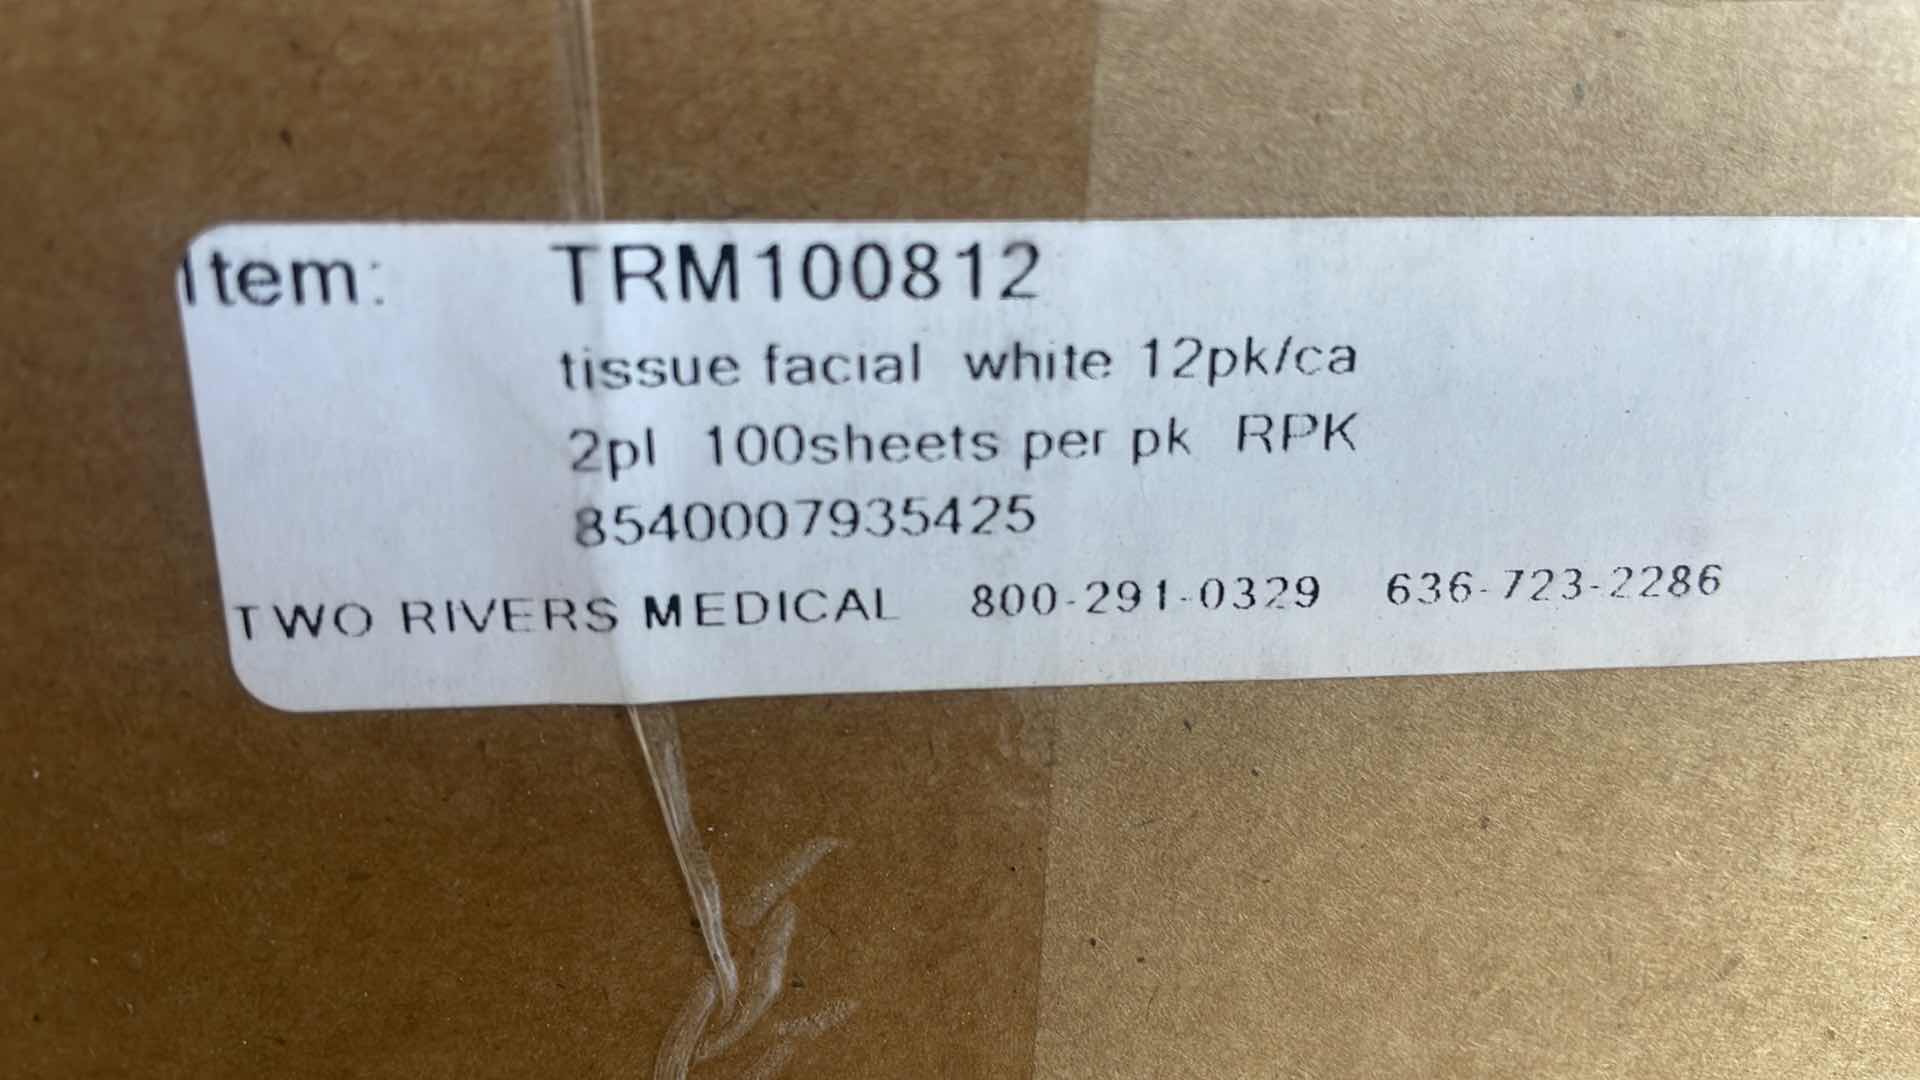 Item: TRM100812
tissue facial white 12pk/ca
2pl 100sheets per pk RPK
8540007935425
TWO RIVERS MEDICAL 800-291-0329 636-723-2286